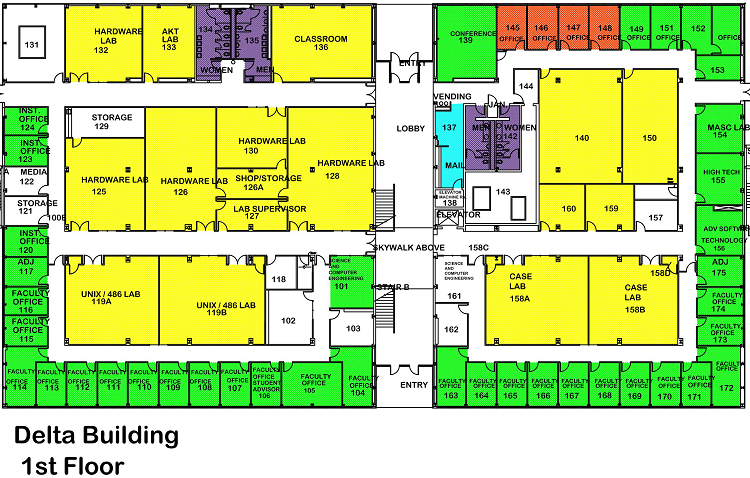 131
HARDWARE
LAB
132
AKT
LAB
133
134
WOMEN
135
MEN
CLASSROOM
136
ENTRY
CONFERENCE
139
145
OFFICE
146
OFFICE
147
OFFICE
148
OFFICE
149
OFFICE
151
OFFICE
152
OFFICE
153
INST.
OFFICE
124
INST.
OFFICE
123
MEDIA
122
STORAGE
121
100E
STORAGE
129
HARDWARE LAB
125
HARDWARE LAB
126
HARDWARE LAB
130
SHOP/STORAGE
126A
LAB SUPERVISOR
127
HARDWARE LAB
128
LOBBY
VENDING
137
MAIL
ELEVATOR
MACHINE RM.
138
ELEVATOR
JAN.
MEN
WOMEN
142
143
144
140
150
160
159
157
MASC LAB
154
HIGH TECH
155
ADV SOFTWARE
TECHNOLOGY
156
INST.
OFFICE
120
ADJ
117
FACULTY
OFFICE
116
FACULTY
OFFICE
115
UNIX / 486 LAB
119A
UNIX / 486 LAB
119B
118
102
SCIENCE
AND
COMPUTER
ENGINEERING
101
103
SKYWALK ABOVE
STAIR B
158C
SCIENCE
AND
COMPUTER
ENGINEERING
161
162
CASE
LAB
158A
CASE
LAB
158B
158D
ADJ
175
FACULTY
OFFICE
174
FACULTY
OFFICE
173
FACULTY
OFFICE
114
FACULTY
OFFICE
113
FACULTY
OFFICE
112
FACULTY
OFFICE
111
FACULTY
OFFICE
110
FACULTY
OFFICE
109
FACULTY
OFFICE
108
FACULTY
OFFICE
107
FACULTY
OFFICE
STUDENT
ADVISOR
106
FACULTY
OFFICE
105
FACULTY
OFFICE
104
ENTRY
FACULTY
OFFICE
163
FACULTY
OFFICE
164
FACULTY
OFFICE
165
FACULTY
OFFICE
166
FACULTY
OFFICE
167
FACULTY
OFFICE
168
FACULTY
OFFICE
169
FACULTY
OFFICE
170
FACULTY
OFFICE
171
FACULTY
OFFICE
172
Delta Building
1st Floor